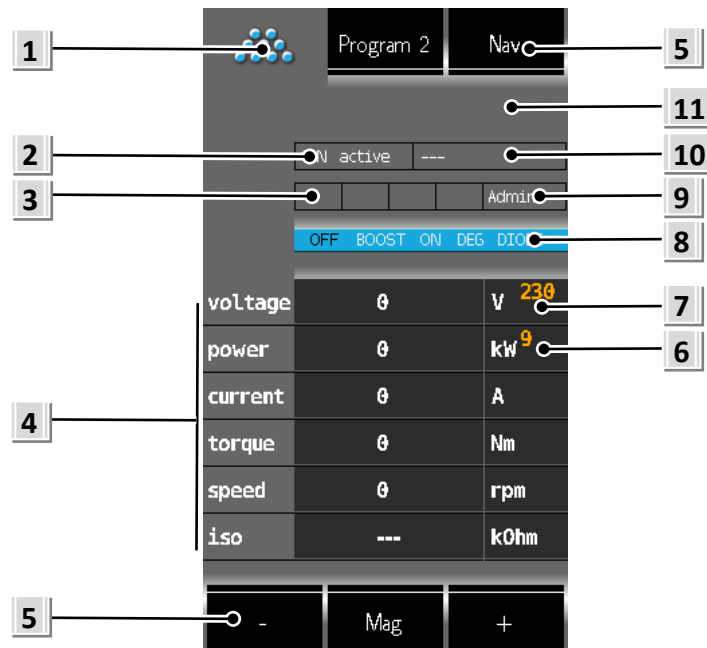 1 Program 2 Nav 5
11
2 active --- 10
3 Admin 9
OFF BOOST ON DEG DIO 8
voltage 0 V 230 7
power 0 kW 9 6
current 0 A
4
torque 0 Nm
speed 0 rpm
iso --- kOhm
5 - Mag +